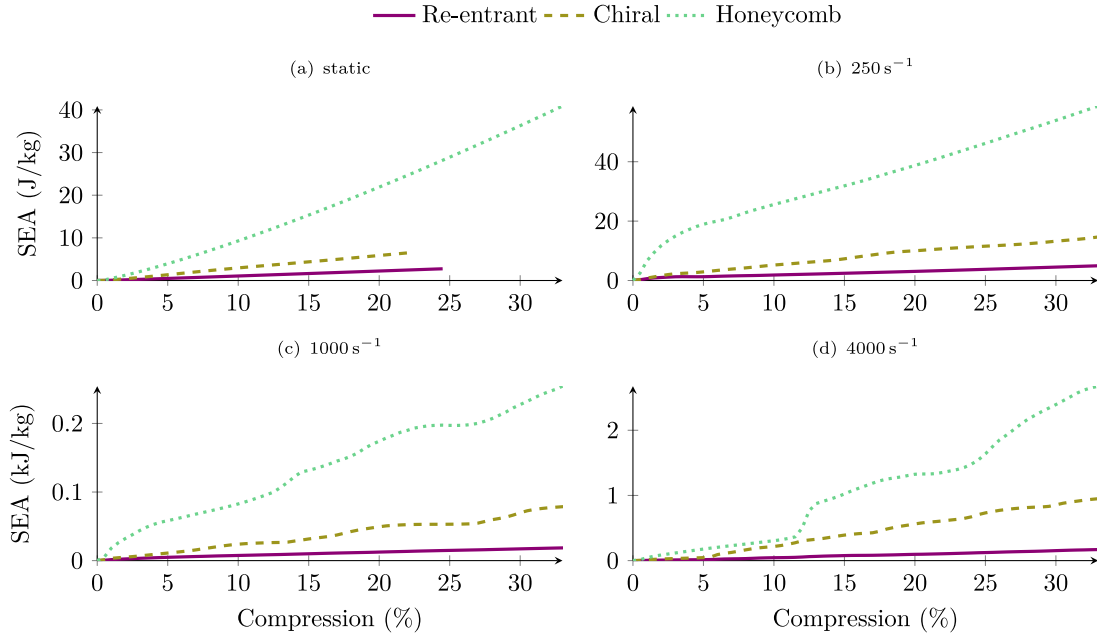 Re-entrant Chiral Honeycomb
(a) static
(b) 250 s⁻¹
SEA (J/kg)
40
30
20
10
0
0 5 10 15 20 25 30
40
20
0
0 5 10 15 20 25 30
(c) 1000 s⁻¹
(d) 4000 s⁻¹
SEA (kJ/kg)
0.2
0.1
0
0 5 10 15 20 25 30
Compression (%)
2
1
0
0 5 10 15 20 25 30
Compression (%)